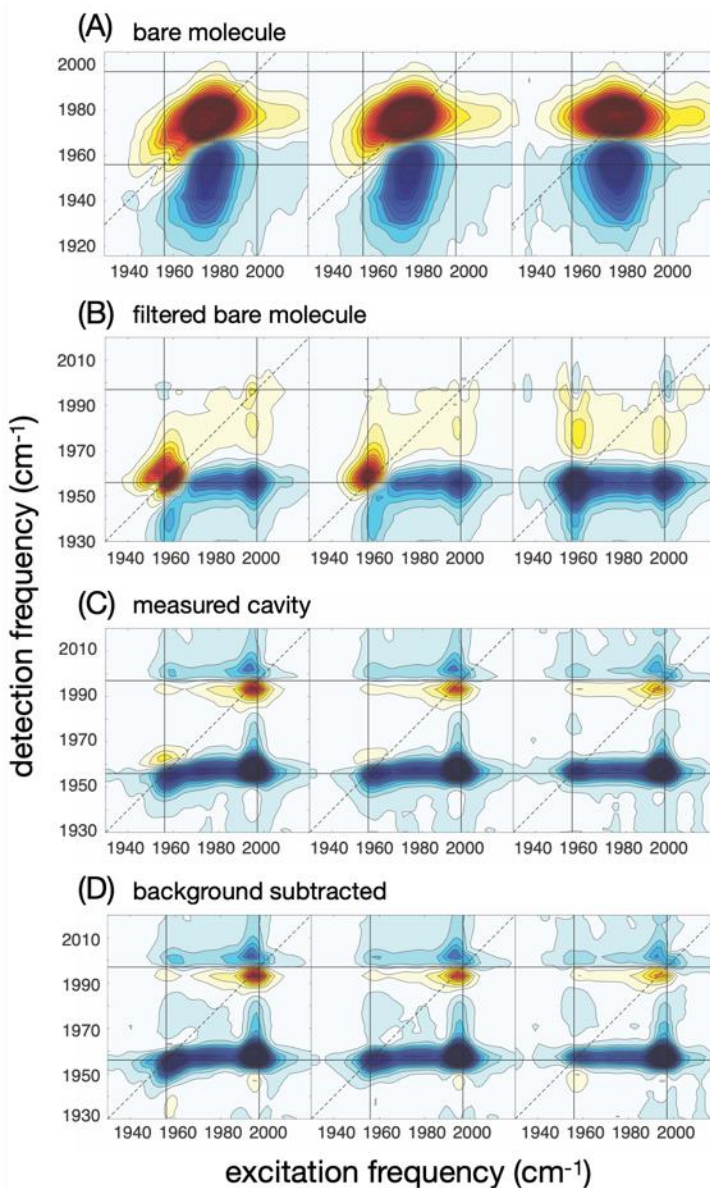 (A) bare molecule
2000
1980
1960
1940
1920
1940 1960 1980 2000 1940 1960 1980 2000 1940 1960 1980 2000
(B) filtered bare molecule
2010
1990
1970
1950
1930
1940 1960 1980 2000 1940 1960 1980 2000 1940 1960 1980 2000
detection frequency (cm⁻¹)
(C) measured cavity
2010
1990
1970
1950
1930
1940 1960 1980 2000 1940 1960 1980 2000 1940 1960 1980 2000
(D) background subtracted
2010
1990
1970
1950
1930
1940 1960 1980 2000 1940 1960 1980 2000 1940 1960 1980 2000
excitation frequency (cm⁻¹)